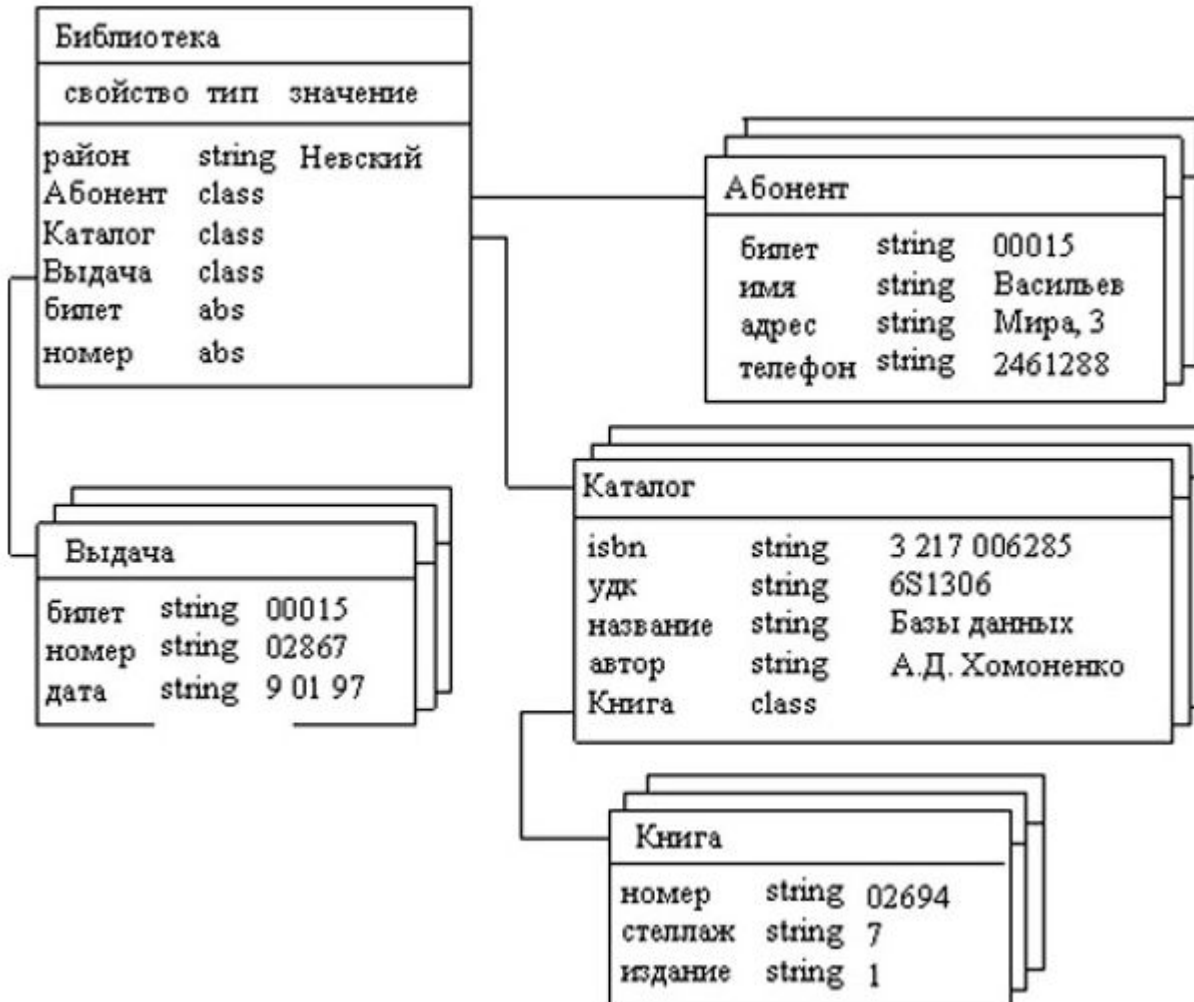 Библиотека
свойство тип значение
район string Невский
Абонент class
Каталог class
Выдача class
билет abs
номер abs
Абонент
билет string 00015
имя string Васильев
адрес string Мира, 3
телефон string 2461288
Каталог
isbn string 3 217 006285
удк string 6S1306
название string Базы данных
автор string А.Д. Хомоненко
Книга class
Выдача
билет string 00015
номер string 02867
дата string 9 01 97
Книга
номер string 02694
стеллаж string 7
издание string 1